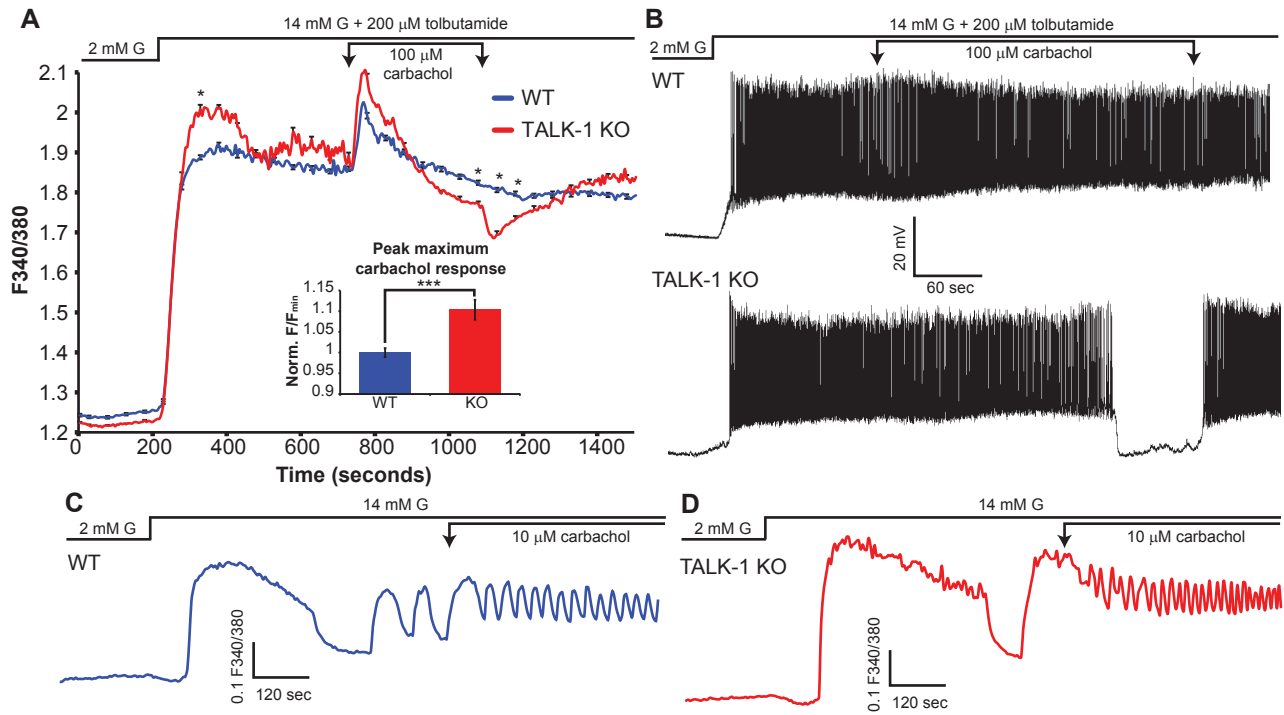 A
14 mM G + 200 µM tolbutamide
2 mM G
100 µM
carbachol
2.1
2
1.9
1.8
1.7
1.6
1.5
1.4
1.3
1.2
F340/380
*
WT
TALK-1 KO
* * *
Peak maximum
carbachol response
***
1.1
1.15
1.05
1
0.95
0.9
Norm. F/Fmin
WT
KO
0
200
400
600
800
1000
1200
1400
Time (seconds)
B
14 mM G + 200 µM tolbutamide
2 mM G
100 µM carbachol
WT
20 mV
60 sec
TALK-1 KO
C
14 mM G
2 mM G
10 µM carbachol
WT
0.1 F340/380
120 sec
D
14 mM G
2 mM G
10 µM carbachol
TALK-1 KO
0.1 F340/380
120 sec